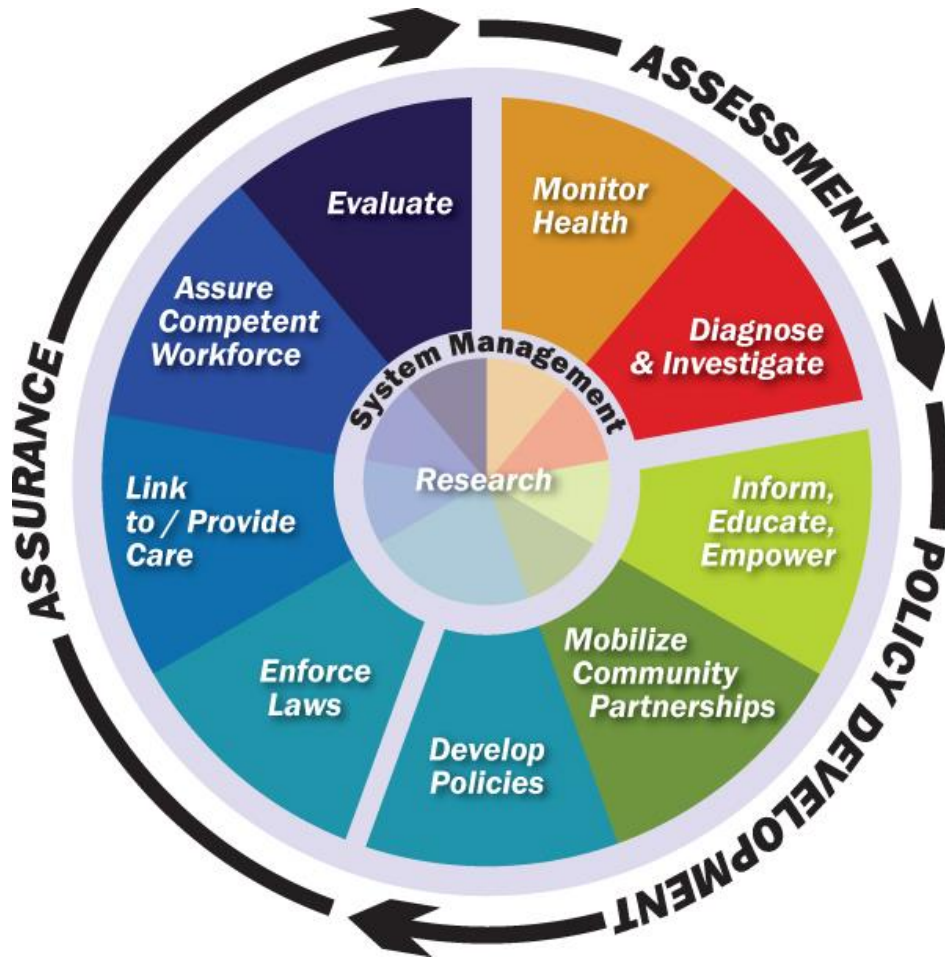 ASSESSMENT
Monitor
Health
Diagnose
& Investigate
POLICY DEVELOPMENT
Inform,
Educate,
Empower
Mobilize
Community
Partnerships
Develop
Policies
ASSURANCE
Enforce
Laws
Link
to / Provide
Care
Assure
Competent
Workforce
Evaluate
System Management
Research